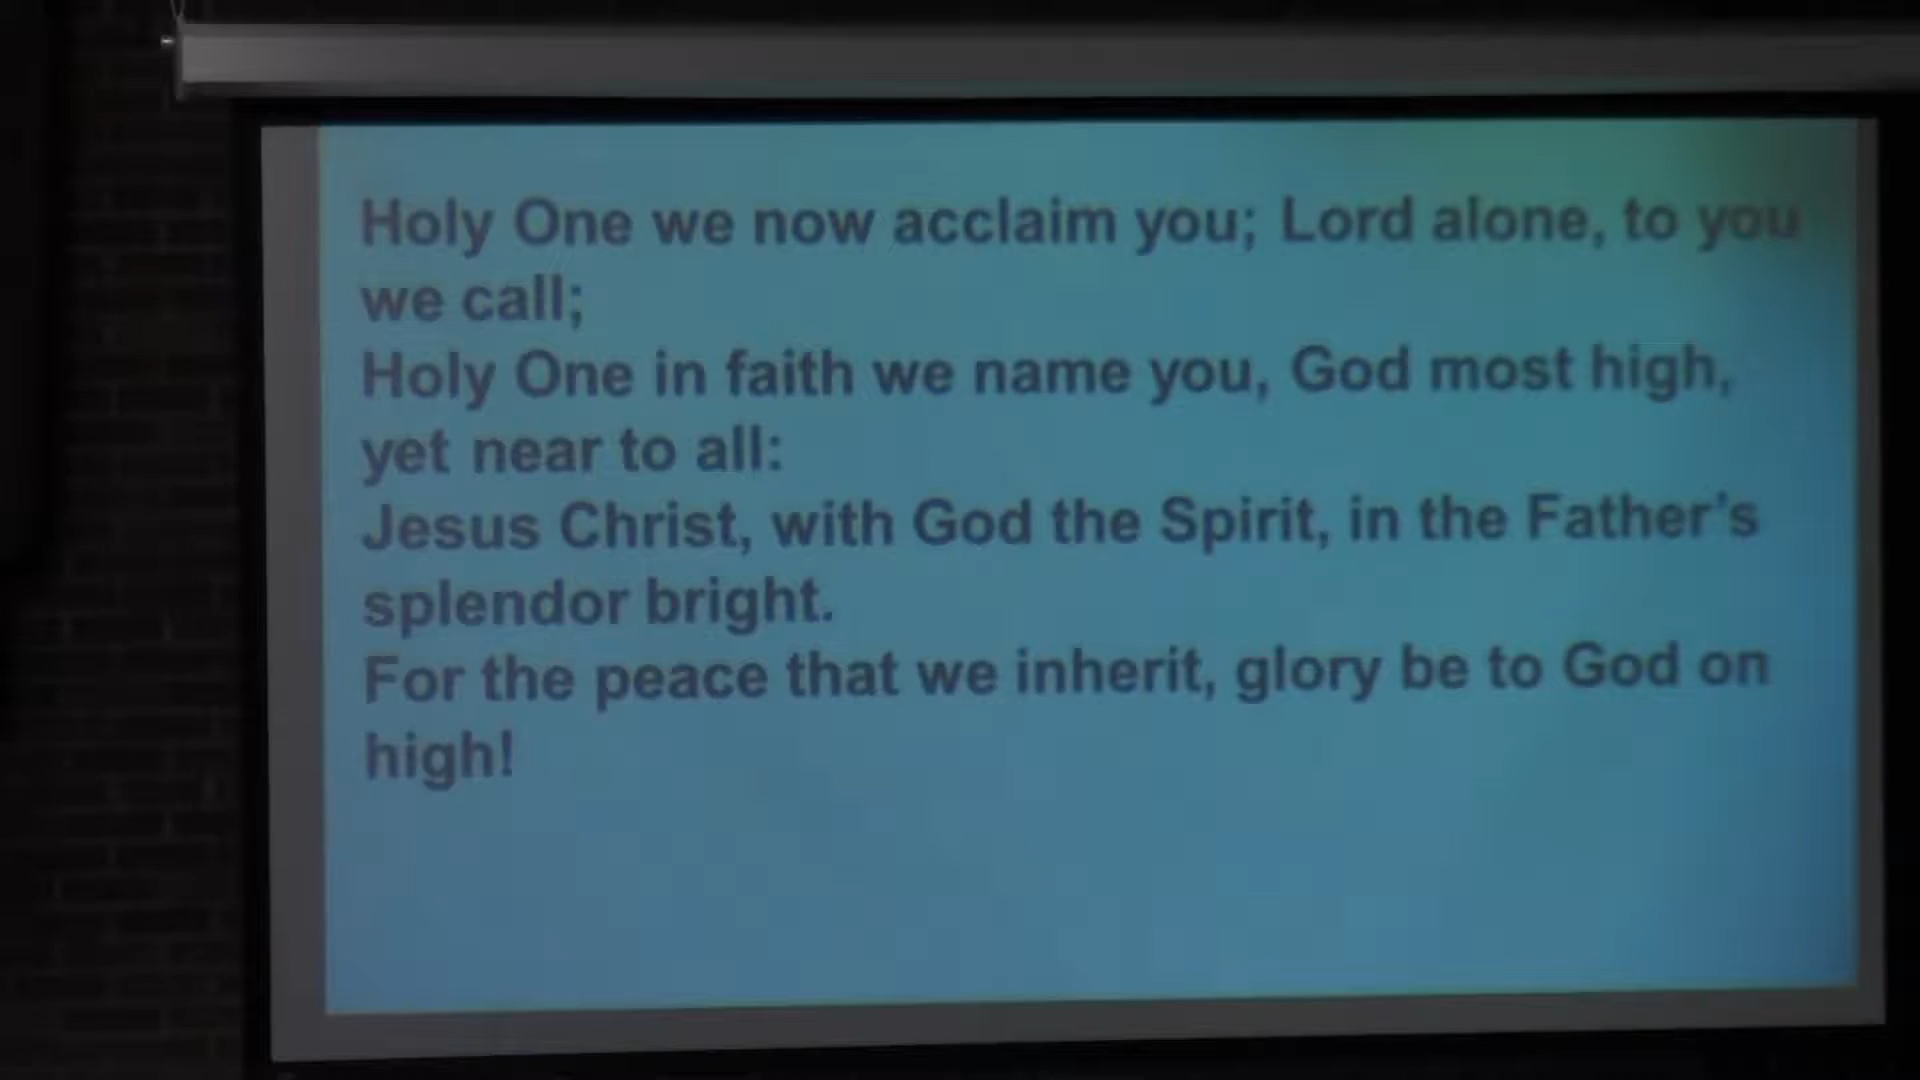 Holy One we now acclaim you; Lord alone, to you
we call;
Holy One in faith we name you, God most high,
yet near to all:
Jesus Christ, with God the Spirit, in the Father's
splendor bright.
For the peace that we inherit, glory be to God on
high!